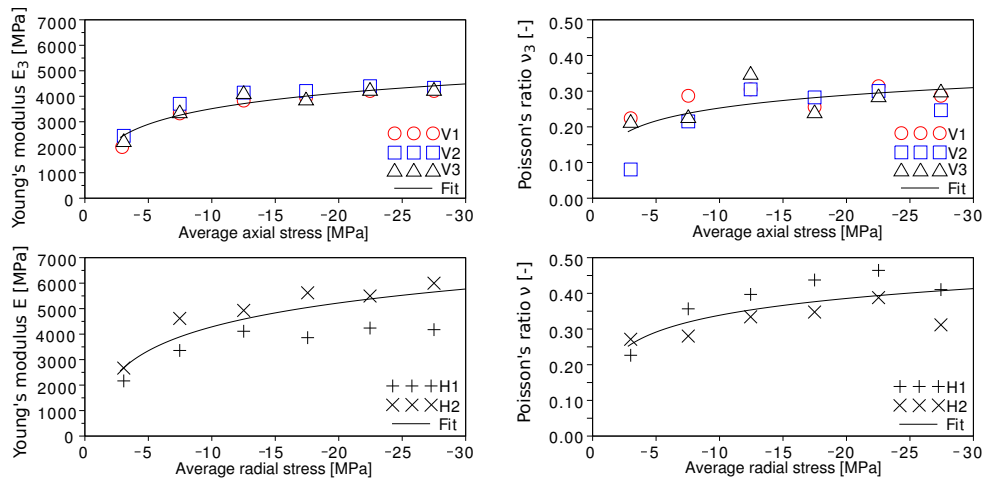 Young's modulus E3 [MPa]
7000
6000
5000
4000
3000
2000
1000
0
V1
V2
V3
Fit
0 −5 −10 −15 −20 −25 −30
Average axial stress [MPa]
Poisson's ratio ν3 [-]
0.50
0.40
0.30
0.20
0.10
0.00
V1
V2
V3
Fit
0 −5 −10 −15 −20 −25 −30
Average axial stress [MPa]
Young's modulus E [MPa]
7000
6000
5000
4000
3000
2000
1000
0
H1
H2
Fit
0 −5 −10 −15 −20 −25 −30
Average radial stress [MPa]
Poisson's ratio ν [-]
0.50
0.40
0.30
0.20
0.10
0.00
H1
H2
Fit
0 −5 −10 −15 −20 −25 −30
Average radial stress [MPa]